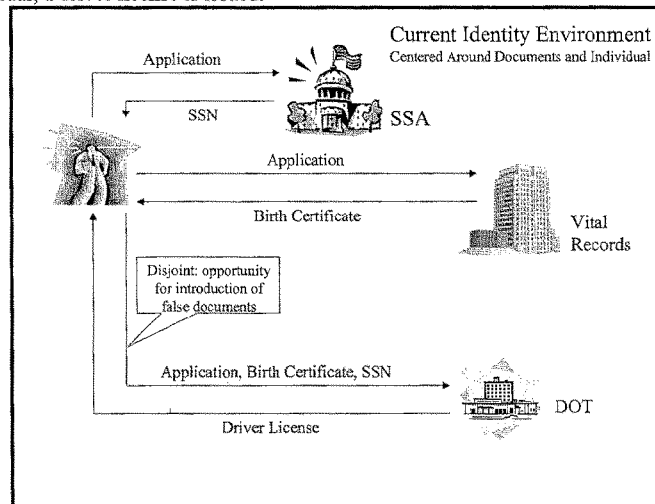 Current Identity Environment
Centered Around Documents and Individual
Application
SSN
SSA
Application
Birth Certificate
Vital
Records
Disjoint: opportunity
for introduction of
false documents
Application, Birth Certificate, SSN
DOT
Driver License